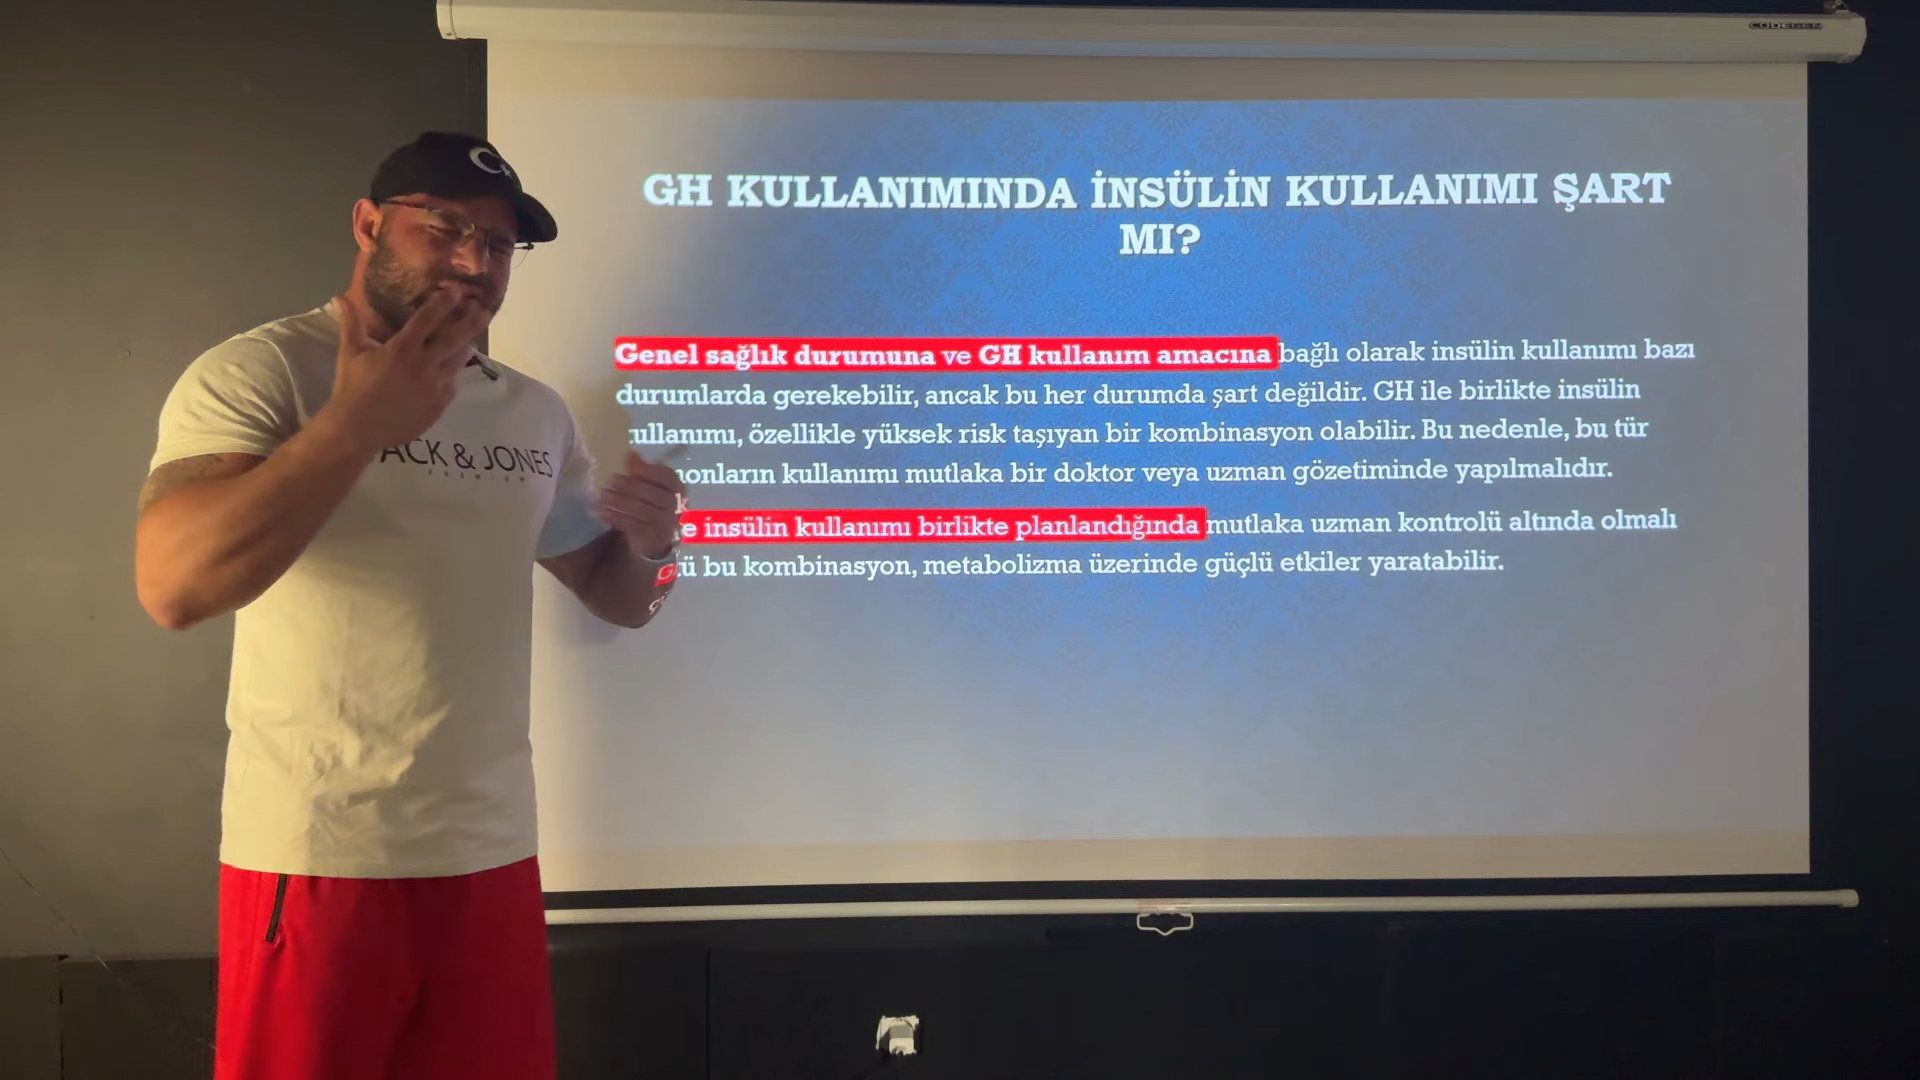 CODEGEN
GH KULLANIMINDA İNSÜLİN KULLANIMI ŞART
MI?
Genel sağlık durumuna ve GH kullanım amacına bağlı olarak insülin kullanımı bazı
durumlarda gerekebilir, ancak bu her durumda şart değildir. GH ile birlikte insülin
ullanımı, özellikle yüksek risk taşıyan bir kombinasyon olabilir. Bu nedenle, bu tür
onların kullanımı mutlaka bir doktor veya uzman gözetiminde yapılmalıdır.
e insülin kullanımı birlikte planlandığında mutlaka uzman kontrolü altında olmalı
ü bu kombinasyon, metabolizma üzerinde güçlü etkiler yaratabilir.
ACK & JONES